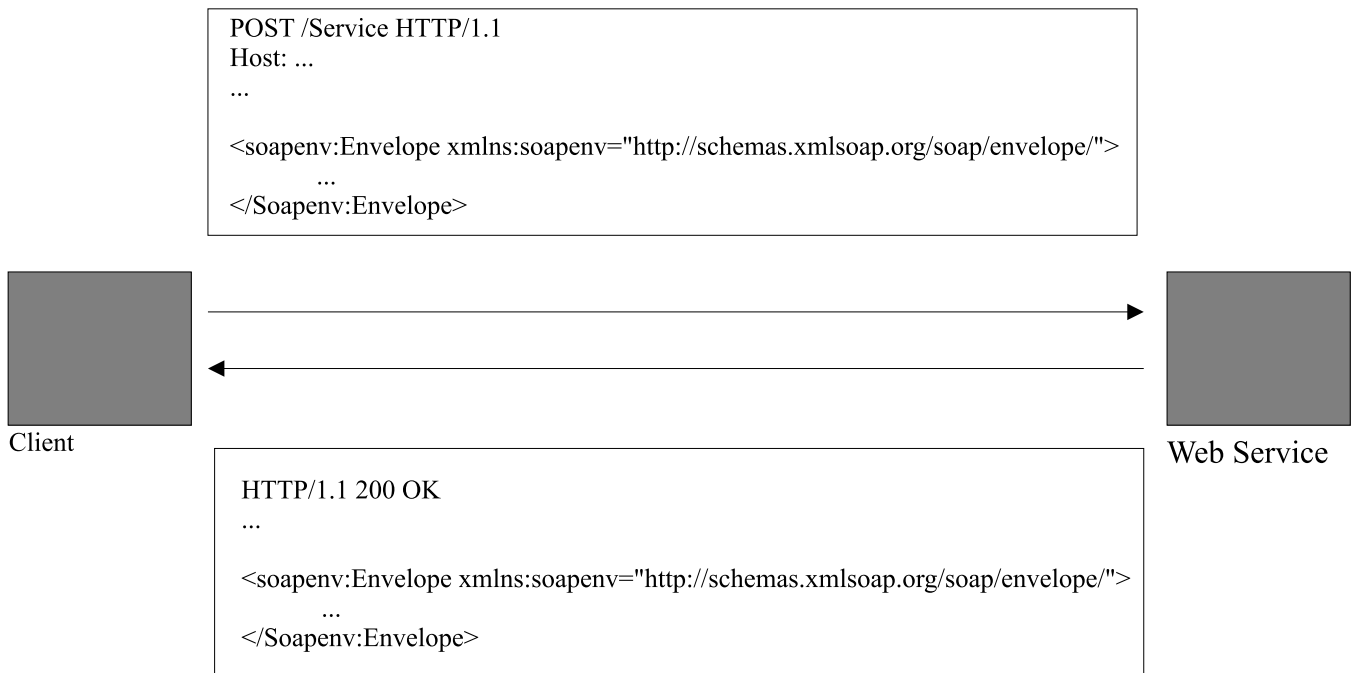 POST /Service HTTP/1.1
Host: ...
...
<soapenv:Envelope xmlns:soapenv="http://schemas.xmlsoap.org/soap/envelope/">
...
</Soapenv:Envelope>
Client
Web Service
HTTP/1.1 200 OK
...
<soapenv:Envelope xmlns:soapenv="http://schemas.xmlsoap.org/soap/envelope/">
...
</Soapenv:Envelope>